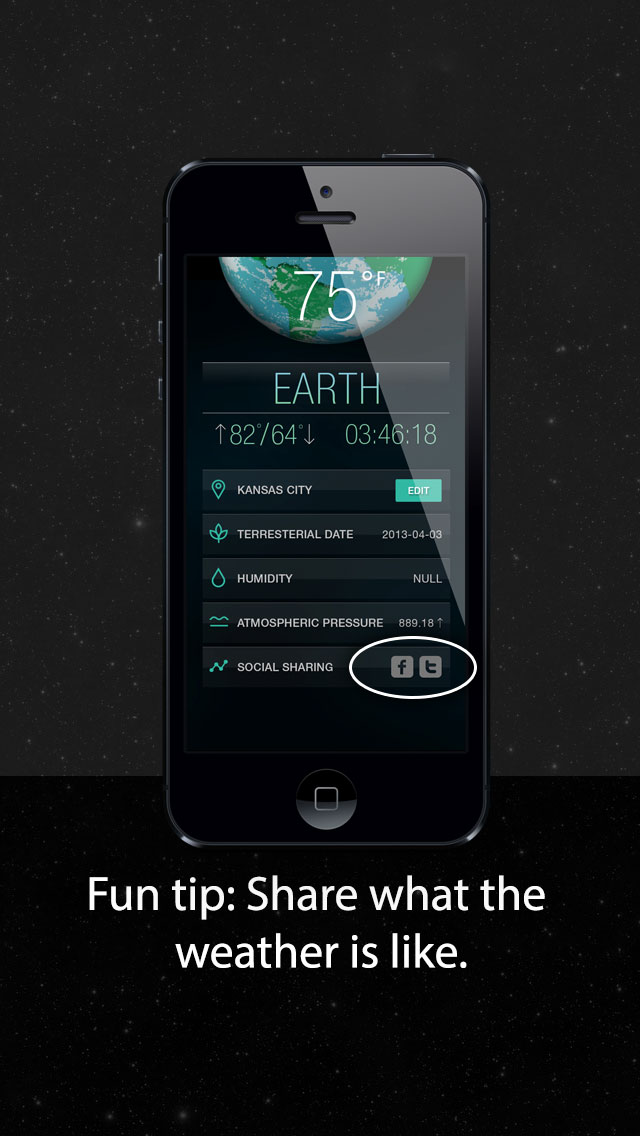 75°F
EARTH
↑82°/64°↓ 03:46:18
KANSAS CITY EDIT
TERRESTERIAL DATE 2013-04-03
HUMIDITY NULL
ATMOSPHERIC PRESSURE 889.18 ↑
SOCIAL SHARING f t
Fun tip: Share what the
weather is like.